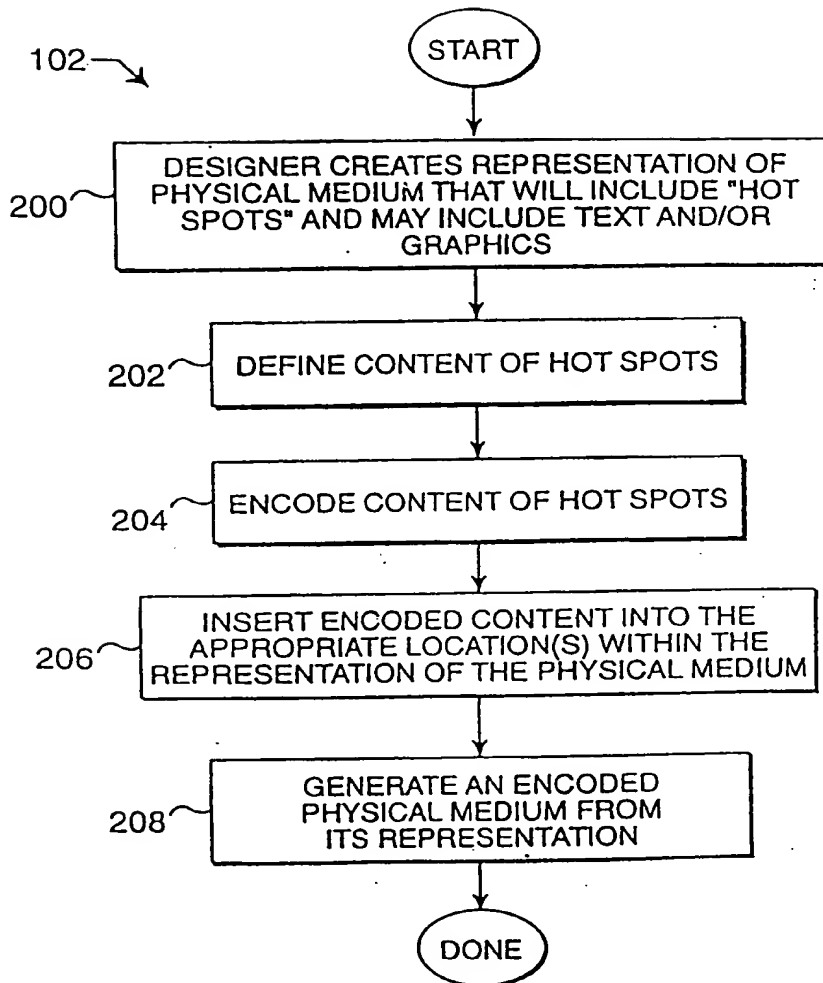 START
102
DESIGNER CREATES REPRESENTATION OF
PHYSICAL MEDIUM THAT WILL INCLUDE "HOT
SPOTS" AND MAY INCLUDE TEXT AND/OR
GRAPHICS
200
DEFINE CONTENT OF HOT SPOTS
202
ENCODE CONTENT OF HOT SPOTS
204
INSERT ENCODED CONTENT INTO THE
APPROPRIATE LOCATION(S) WITHIN THE
REPRESENTATION OF THE PHYSICAL MEDIUM
206
GENERATE AN ENCODED
PHYSICAL MEDIUM FROM
ITS REPRESENTATION
208
DONE